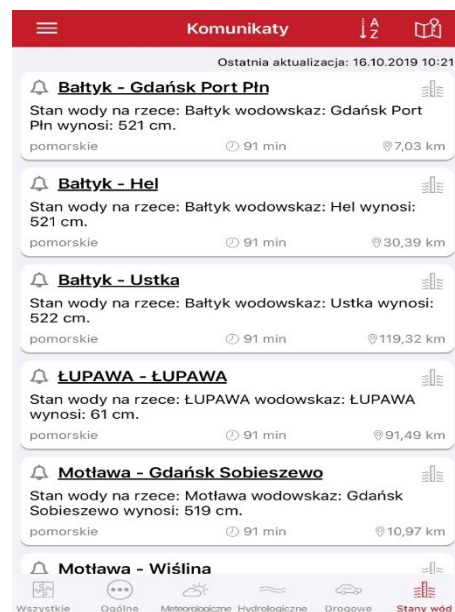 Komunikaty
A
Z
Ostatnia aktualizacja: 16.10.2019 10:21
Bałtyk - Gdańsk Port Płn
Stan wody na rzece: Bałtyk wodowskaz: Gdańsk Port
Płn wynosi: 521 cm.
pomorskie 91 min 7,03 km
Bałtyk - Hel
Stan wody na rzece: Bałtyk wodowskaz: Hel wynosi:
521 cm.
pomorskie 91 min 30,39 km
Bałtyk - Ustka
Stan wody na rzece: Bałtyk wodowskaz: Ustka wynosi:
522 cm.
pomorskie 91 min 119,32 km
ŁUPAWA - ŁUPAWA
Stan wody na rzece: ŁUPAWA wodowskaz: ŁUPAWA
wynosi: 61 cm.
pomorskie 91 min 91,49 km
Motława - Gdańsk Sobieszewo
Stan wody na rzece: Motława wodowskaz: Gdańsk
Sobieszewo wynosi: 519 cm.
pomorskie 91 min 10,97 km
Motława - Wiślina
Wszystkie Ogólne Meteorologiczne Hydrologiczne Drogowe Stany wód